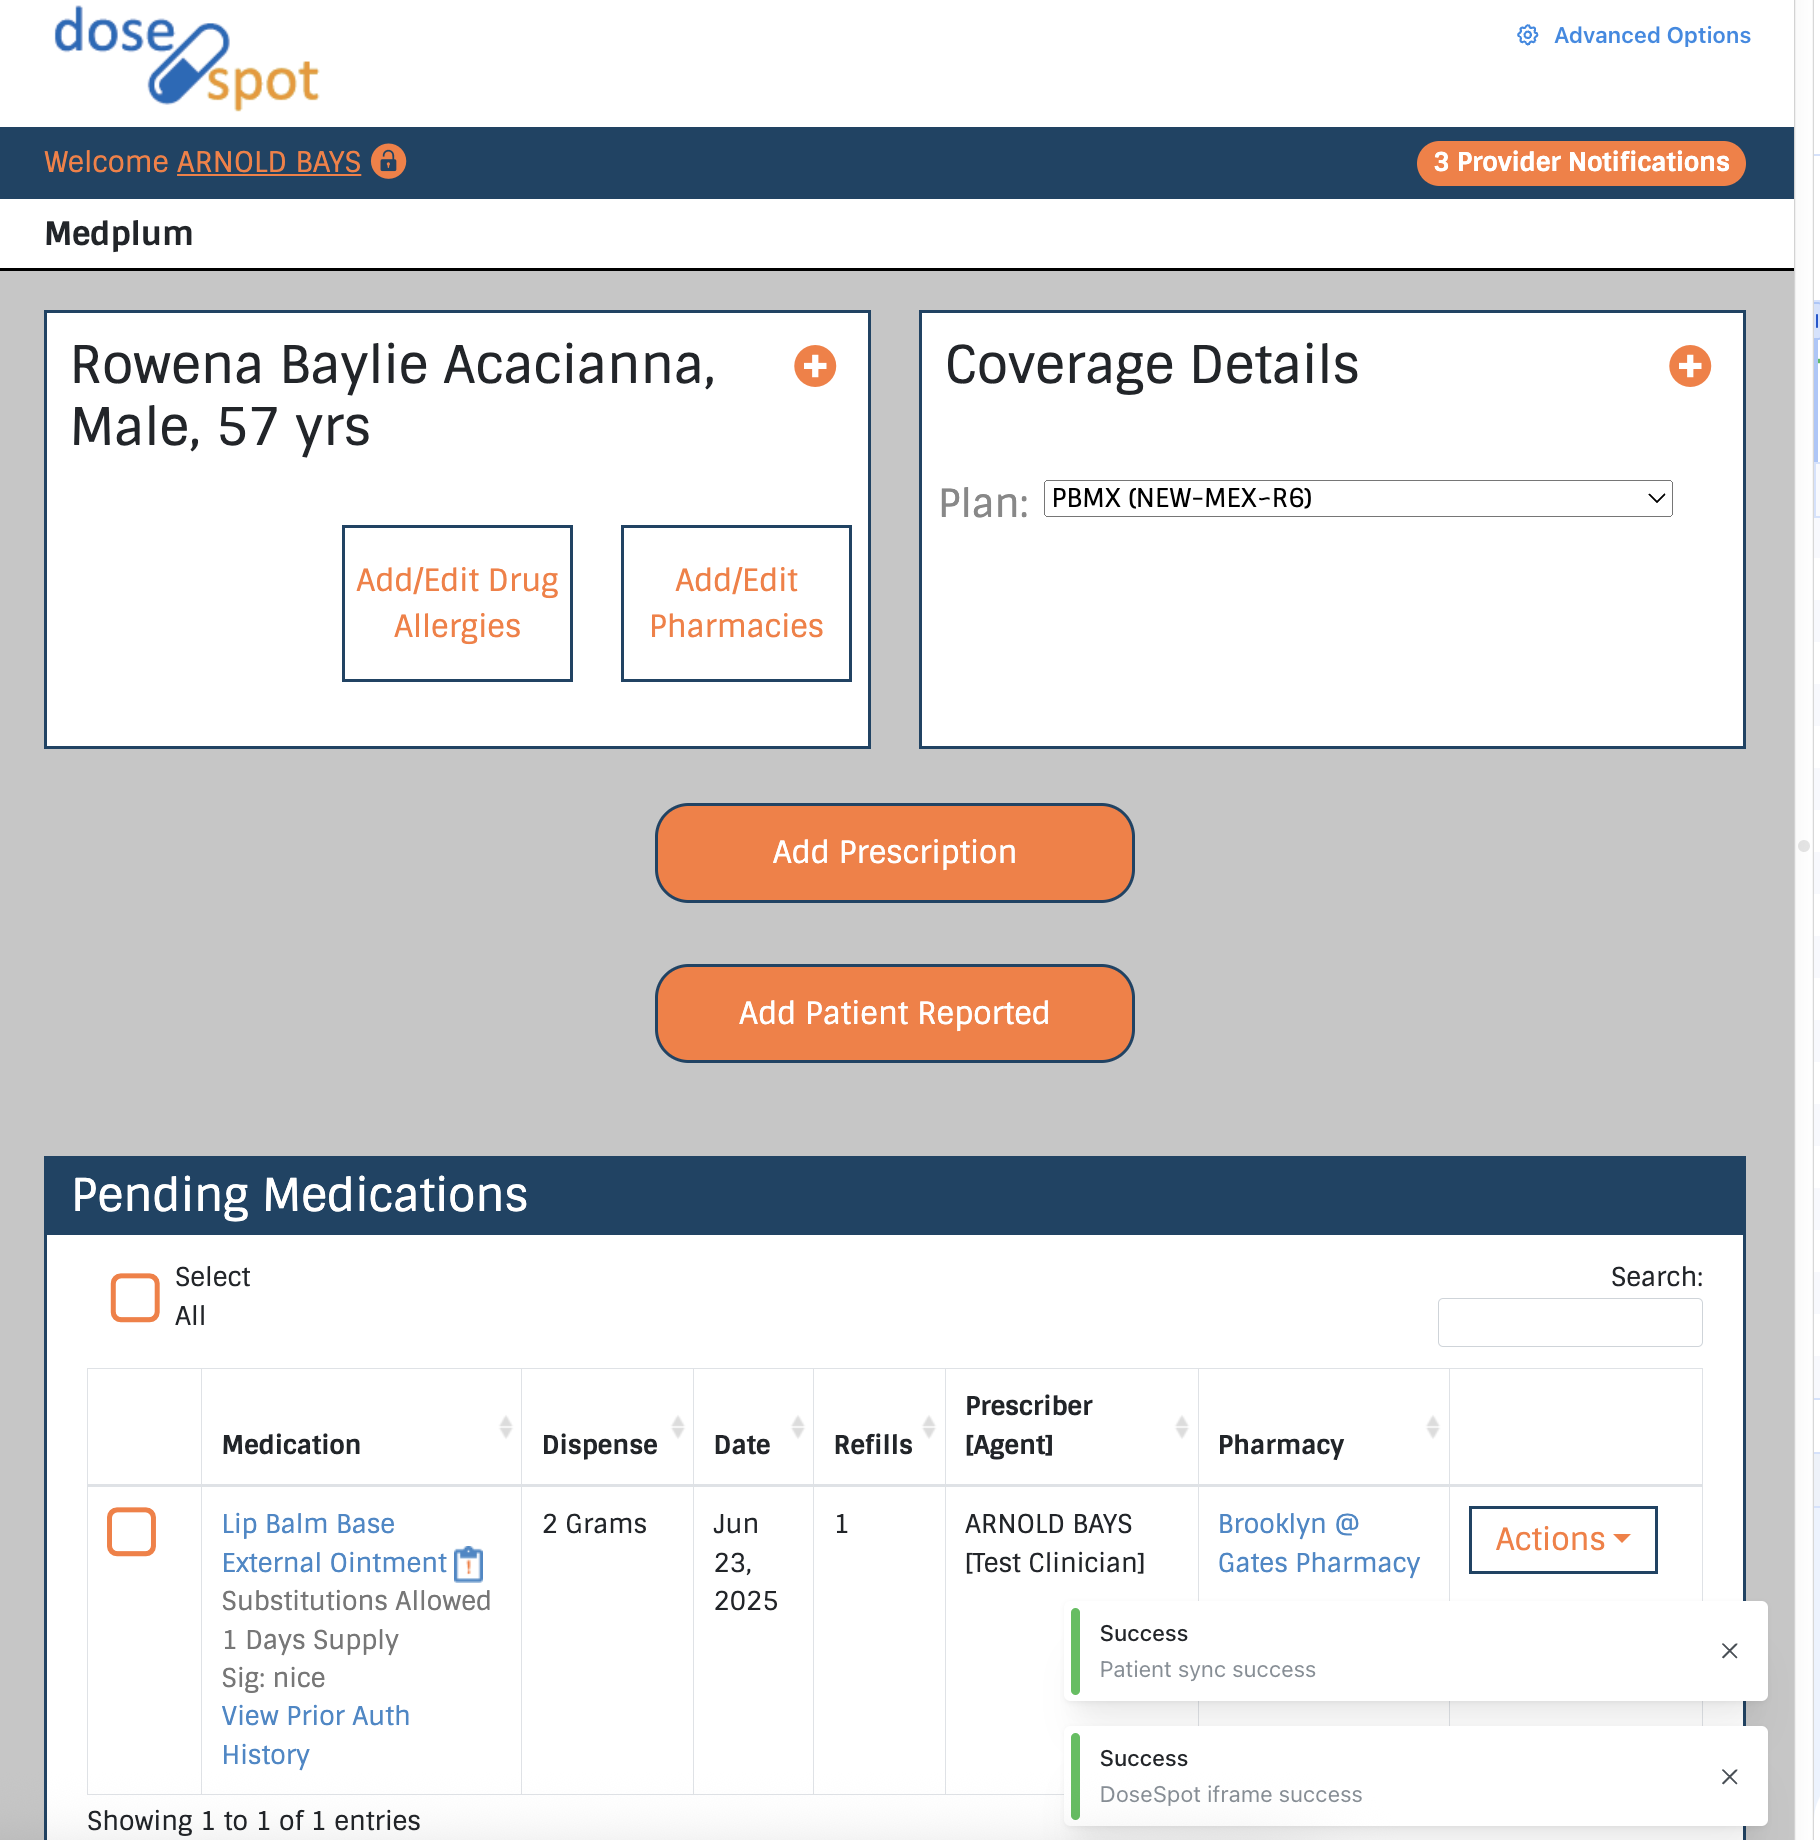 dose
spot
Advanced Options
Welcome ARNOLD BAYS
3 Provider Notifications
Medplum
Rowena Baylie Acacianna,
Male, 57 yrs
Add/Edit Drug
Allergies
Add/Edit
Pharmacies
Coverage Details
Plan: PBMX (NEW-MEX~R6)
Add Prescription
Add Patient Reported
Pending Medications
Select
All
Search:
Medication
Dispense
Date
Refills
Prescriber
[Agent]
Pharmacy
Lip Balm Base
External Ointment
Substitutions Allowed
1 Days Supply
Sig: nice
View Prior Auth
History
2 Grams
Jun
23,
2025
1
ARNOLD BAYS
[Test Clinician]
Brooklyn @
Gates Pharmacy
Actions
Success
Patient sync success
Success
DoseSpot iframe success
Showing 1 to 1 of 1 entries